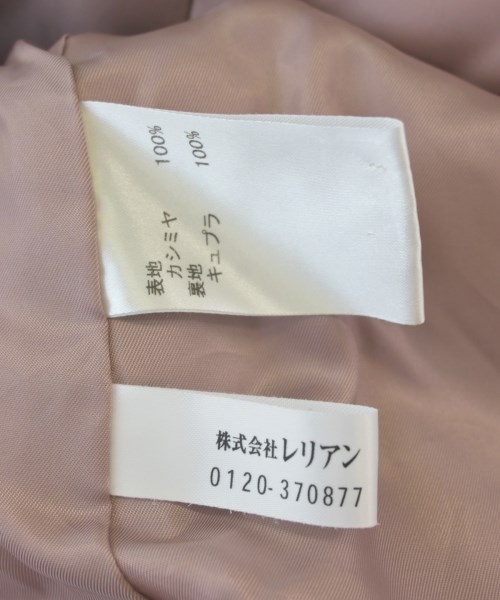 表地
カシミヤ 100%
裏地
キュプラ 100%
株式会社レリアン
0120-370877